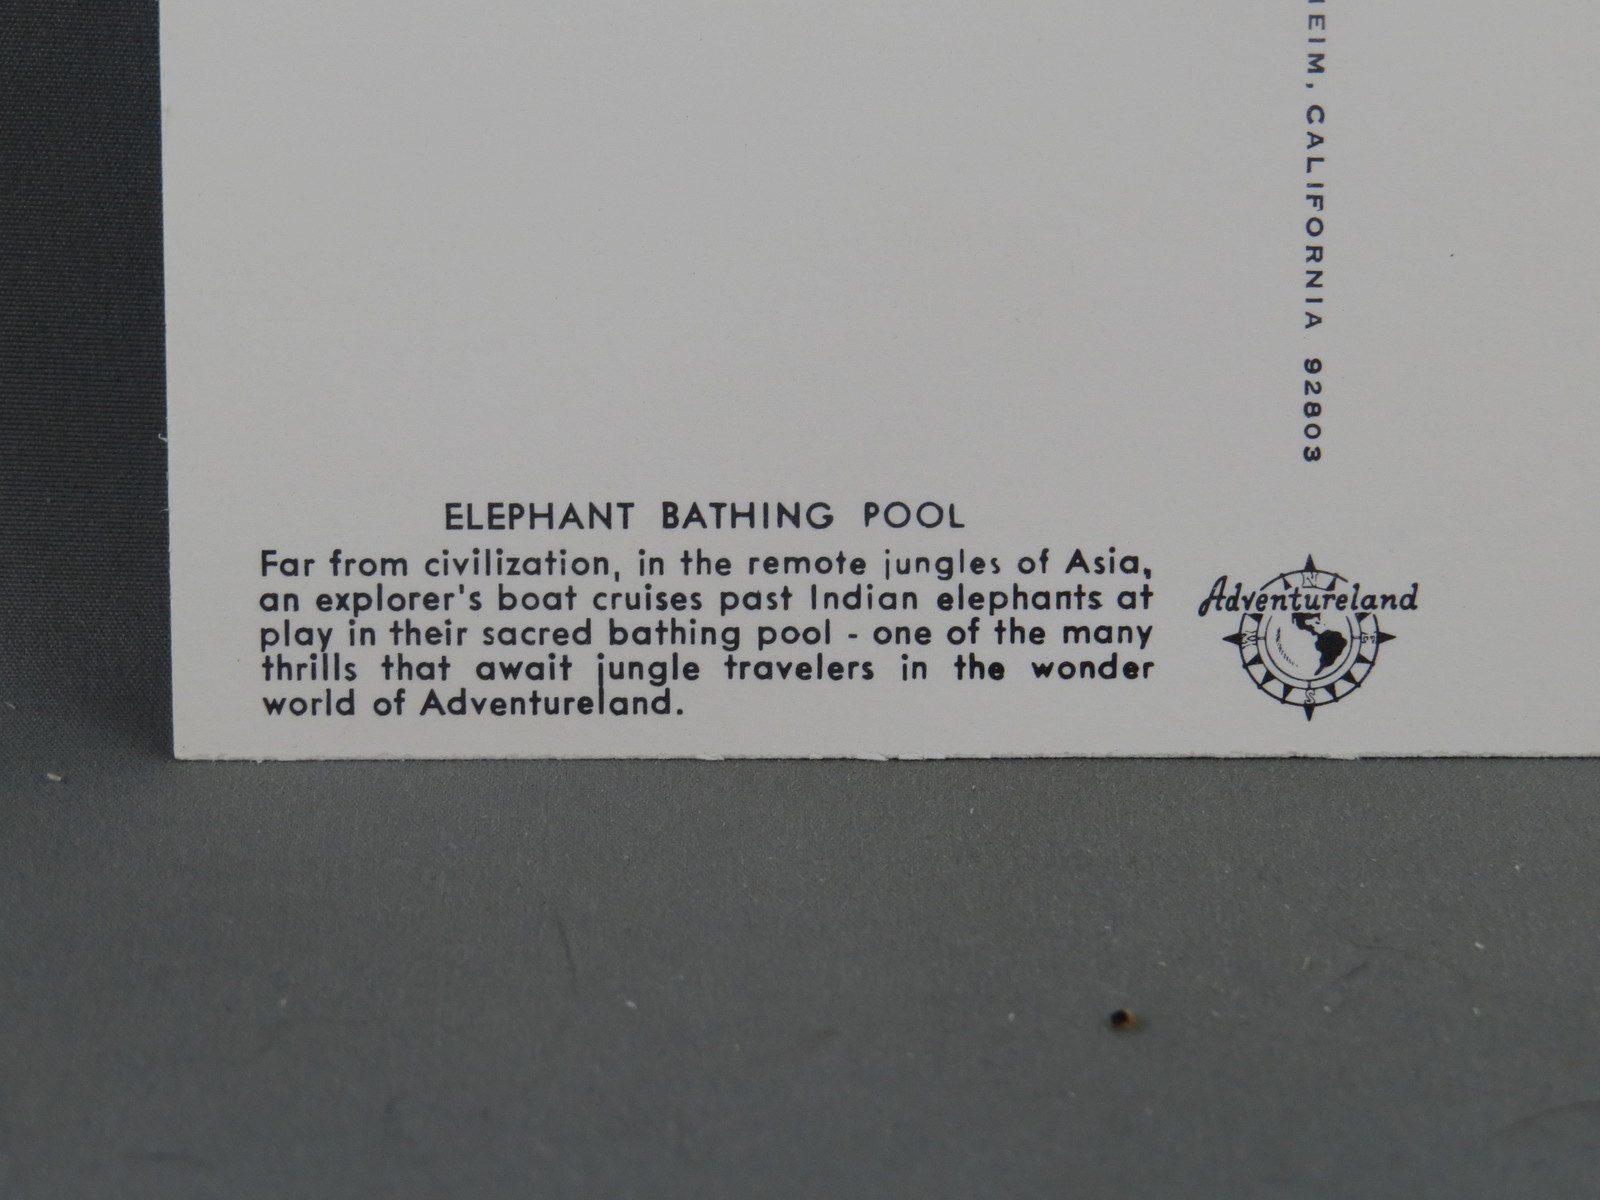 ELEPHANT BATHING POOL
Far from civilization, in the remote jungles of Asia,
an explorer's boat cruises past Indian elephants at
play in their sacred bathing pool - one of the many
thrills that await jungle travelers in the wonder
world of Adventureland.
CALIFORNIA 92803
Adventureland
N
W
E
S